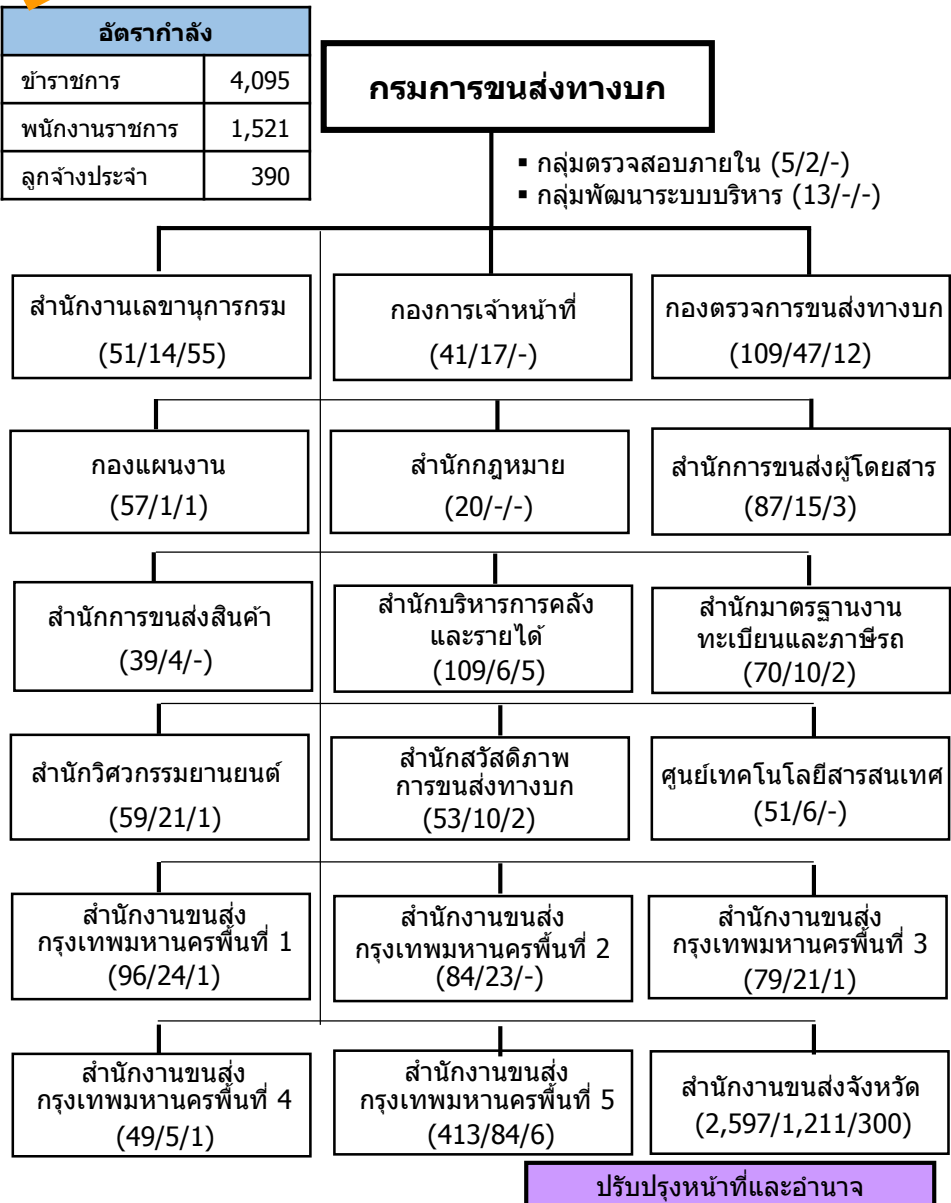 อัตรากำลัง
ข้าราชการ 4,095
พนักงานราชการ 1,521
ลูกจ้างประจำ 390
กรมการขนส่งทางบก
▪ กลุ่มตรวจสอบภายใน (5/2/-)
▪ กลุ่มพัฒนาระบบบริหาร (13/-/-)
สำนักงานเลขานุการกรม
(51/14/55)
กองการเจ้าหน้าที่
(41/17/-)
กองตรวจการขนส่งทางบก
(109/47/12)
กองแผนงาน
(57/1/1)
สำนักกฎหมาย
(20/-/-)
สำนักการขนส่งผู้โดยสาร
(87/15/3)
สำนักการขนส่งสินค้า
(39/4/-)
สำนักบริหารการคลัง
และรายได้
(109/6/5)
สำนักมาตรฐานงาน
ทะเบียนและภาษีรถ
(70/10/2)
สำนักวิศวกรรมยานยนต์
(59/21/1)
สำนักสวัสดิภาพ
การขนส่งทางบก
(53/10/2)
ศูนย์เทคโนโลยีสารสนเทศ
(51/6/-)
สำนักงานขนส่ง
กรุงเทพมหานครพื้นที่ 1
(96/24/1)
สำนักงานขนส่ง
กรุงเทพมหานครพื้นที่ 2
(84/23/-)
สำนักงานขนส่ง
กรุงเทพมหานครพื้นที่ 3
(79/21/1)
สำนักงานขนส่ง
กรุงเทพมหานครพื้นที่ 4
(49/5/1)
สำนักงานขนส่ง
กรุงเทพมหานครพื้นที่ 5
(413/84/6)
สำนักงานขนส่งจังหวัด
(2,597/1,211/300)
ปรับปรุงหน้าที่และอำนาจ